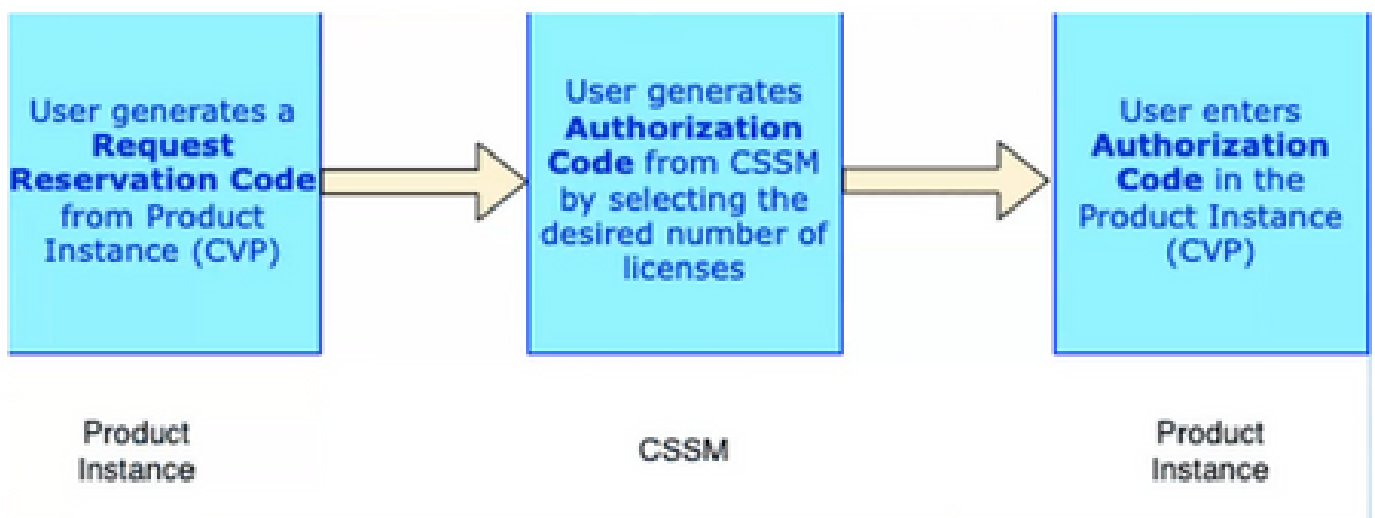 User generates a
Request
Reservation Code
from Product
Instance (CVP)
User generates
Authorization
Code from CSSM
by selecting the
desired number of
licenses
User enters
Authorization
Code in the
Product Instance
(CVP)
Product
Instance
CSSM
Product
Instance